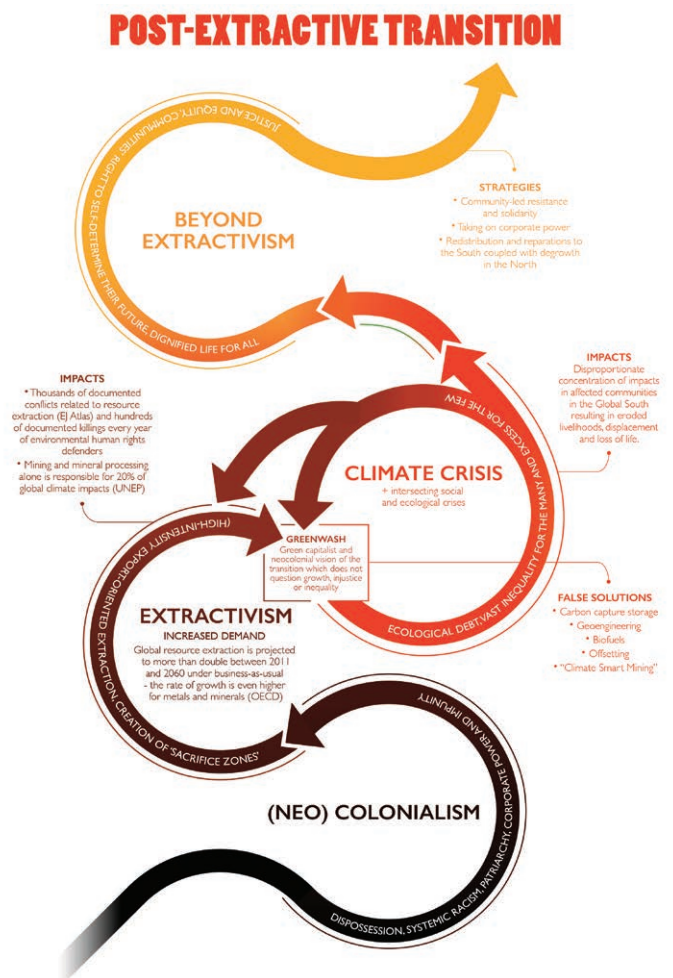 POST-EXTRACTIVE TRANSITION
JUSTICE AND EQUITY, COMMUNITIES RIGHT TO SELF-DETERMINE THEIR FUTURE, DIGNIFIED LIFE FOR ALL
BEYOND
EXTRACTIVISM
STRATEGIES
• Community-led resistance
and solidarity
• Taking on corporate power
• Redistribution and reparations to
the South coupled with degrowth
in the North
IMPACTS
• Thousands of documented
conflicts related to resource
extraction (EJ Atlas) and hundreds
of documented killings every year
of environmental human rights
defenders
• Mining and mineral processing
alone is responsible for 20% of
global climate impacts (UNEP)
IMPACTS
Disproportionate
concentration of impacts
in affected communities
in the Global South
resulting in eroded
livelihoods, displacement
and loss of life.
ECOLOGICAL DEBT, VAST INEQUALITY FOR THE MANY AND EXCESS FOR THE FEW
CLIMATE CRISIS
+ intersecting social
and ecological crises
GREENWASH
Green capitalist and
neocolonial vision of the
transition which does not
question growth, injustice
or inequality
FALSE SOLUTIONS
• Carbon capture storage
• Geoengineering
• Biofuels
• Offsetting
• "Climate Smart Mining"
(HIGH-INTENSITY EXPORT-ORIENTED EXTRACTION. CREATION OF 'SACRIFICE ZONES'
EXTRACTIVISM
INCREASED DEMAND
Global resource extraction is projected
to more than double between 2011
and 2060 under business-as-usual
- the rate of growth is even higher
for metals and minerals (OECD)
(NEO) COLONIALISM
DISPOSSESSION, SYSTEMIC RACISM, PATRIARCHY, CORPORATE POWER AND IMPUNITY